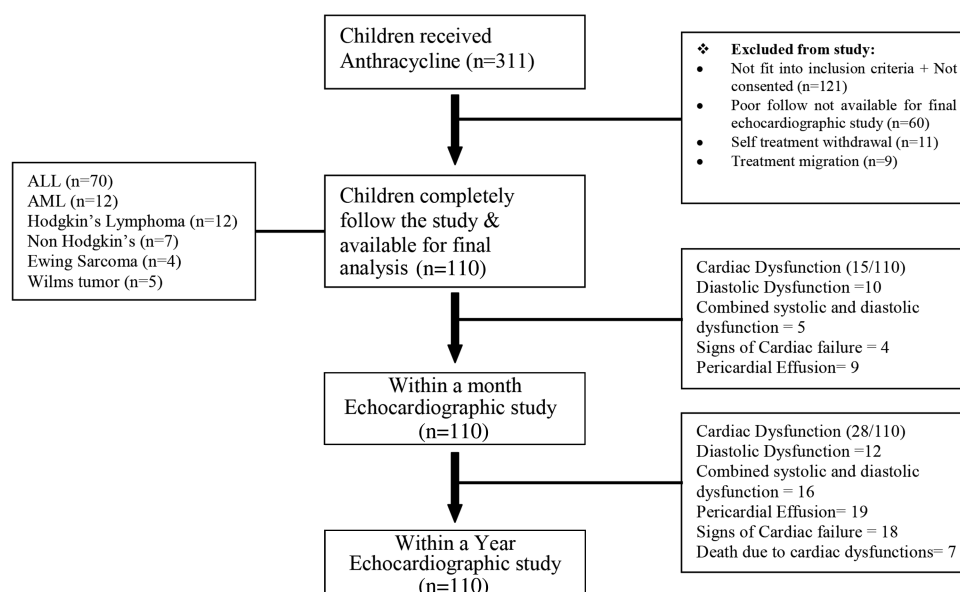 Children received
Anthracycline (n=311)
❖ Excluded from study:
• Not fit into inclusion criteria + Not
consented (n=121)
• Poor follow not available for final
echocardiographic study (n=60)
• Self treatment withdrawal (n=11)
• Treatment migration (n=9)
ALL (n=70)
AML (n=12)
Hodgkin's Lymphoma (n=12)
Non Hodgkin's (n=7)
Ewing Sarcoma (n=4)
Wilms tumor (n=5)
Children completely
follow the study &
available for final
analysis (n=110)
Cardiac Dysfunction (15/110)
Diastolic Dysfunction =10
Combined systolic and diastolic
dysfunction = 5
Signs of Cardiac failure = 4
Pericardial Effusion= 9
Within a month
Echocardiographic study
(n=110)
Cardiac Dysfunction (28/110)
Diastolic Dysfunction =12
Combined systolic and diastolic
dysfunction = 16
Pericardial Effusion= 19
Signs of Cardiac failure = 18
Death due to cardiac dysfunctions= 7
Within a Year
Echocardiographic study
(n=110)